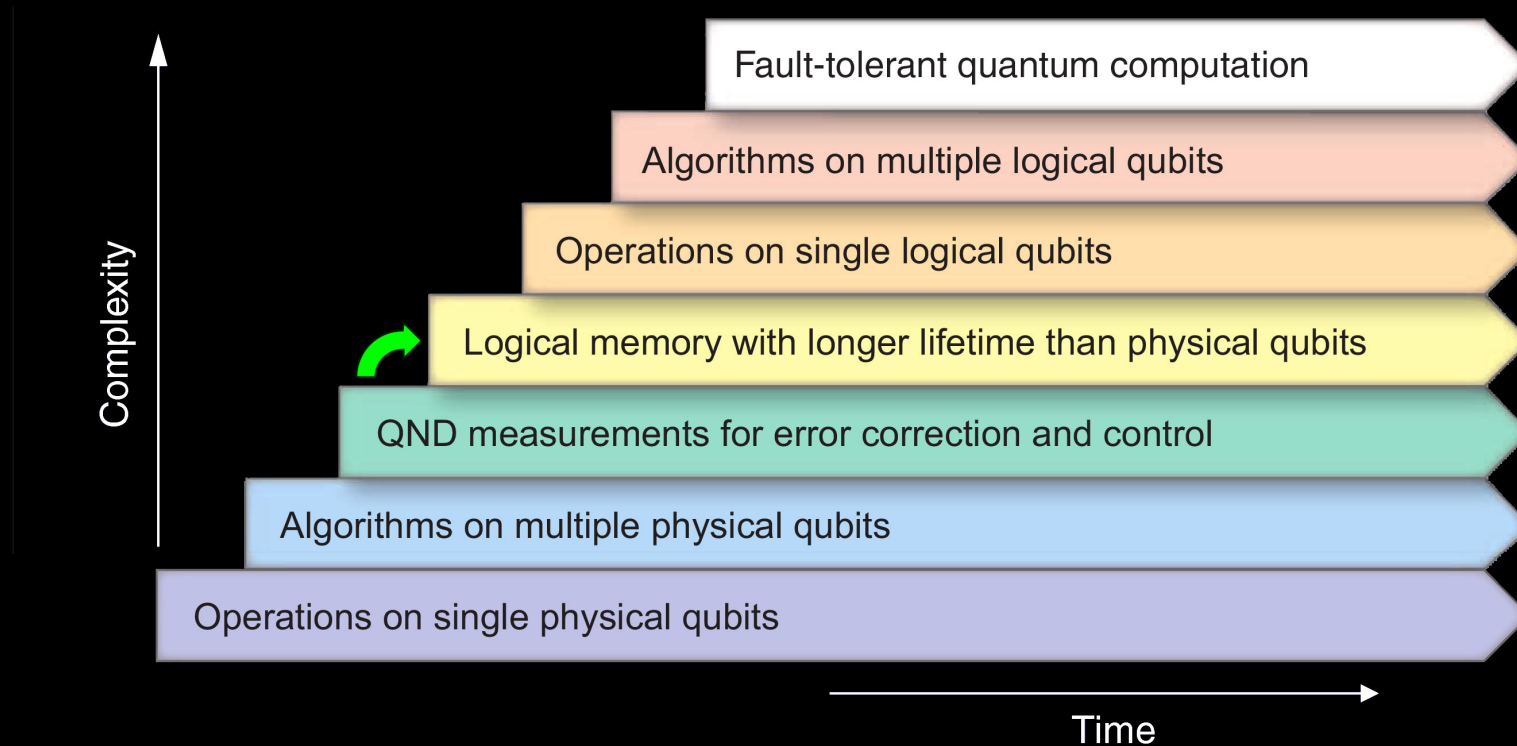 Fault-tolerant quantum computation
Algorithms on multiple logical qubits
Operations on single logical qubits
Logical memory with longer lifetime than physical qubits
QND measurements for error correction and control
Algorithms on multiple physical qubits
Operations on single physical qubits
Complexity
Time